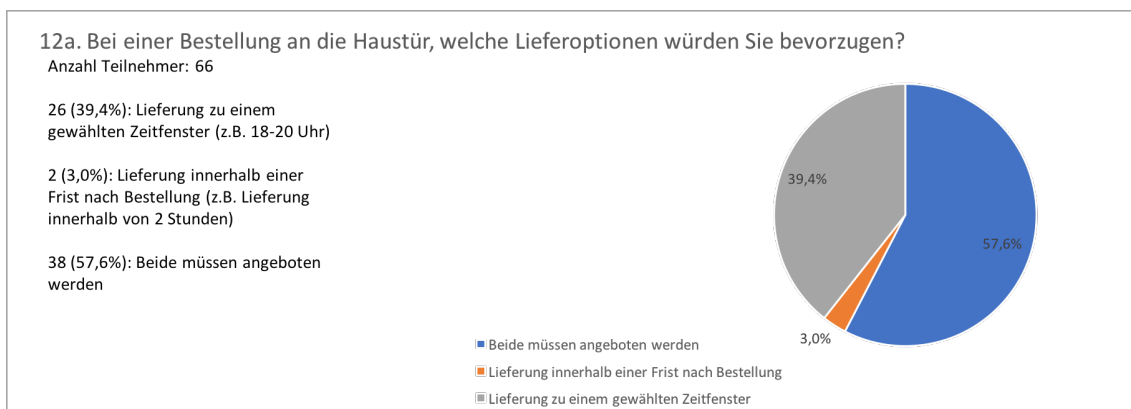 12a. Bei einer Bestellung an die Haustür, welche Lieferoptionen würden Sie bevorzugen?
Anzahl Teilnehmer: 66
26 (39,4%): Lieferung zu einem
gewählten Zeitfenster (z.B. 18-20 Uhr)
2 (3,0%): Lieferung innerhalb einer
Frist nach Bestellung (z.B. Lieferung
innerhalb von 2 Stunden)
38 (57,6%): Beide müssen angeboten
werden
39,4%
57,6%
3,0%
Beide müssen angeboten werden
Lieferung innerhalb einer Frist nach Bestellung
Lieferung zu einem gewählten Zeitfenster